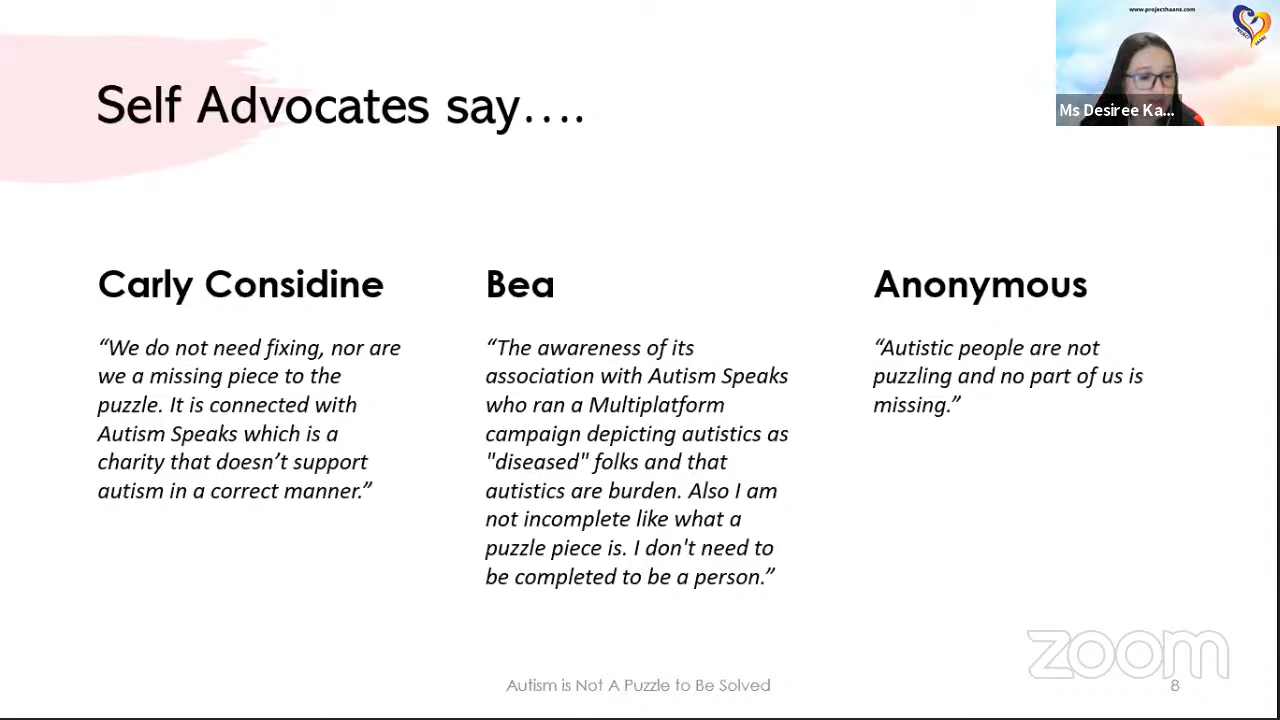 www.projecthaans.com
Ms Desiree Ka...
Self Advocates say….
Carly Considine
“We do not need fixing, nor are
we a missing piece to the
puzzle. It is connected with
Autism Speaks which is a
charity that doesn’t support
autism in a correct manner.”
Bea
“The awareness of its
association with Autism Speaks
who ran a Multiplatform
campaign depicting autistics as
"diseased" folks and that
autistics are burden. Also I am
not incomplete like what a
puzzle piece is. I don't need to
be completed to be a person.”
Anonymous
“Autistic people are not
puzzling and no part of us is
missing.”
zoom
Autism is Not A Puzzle to Be Solved
8